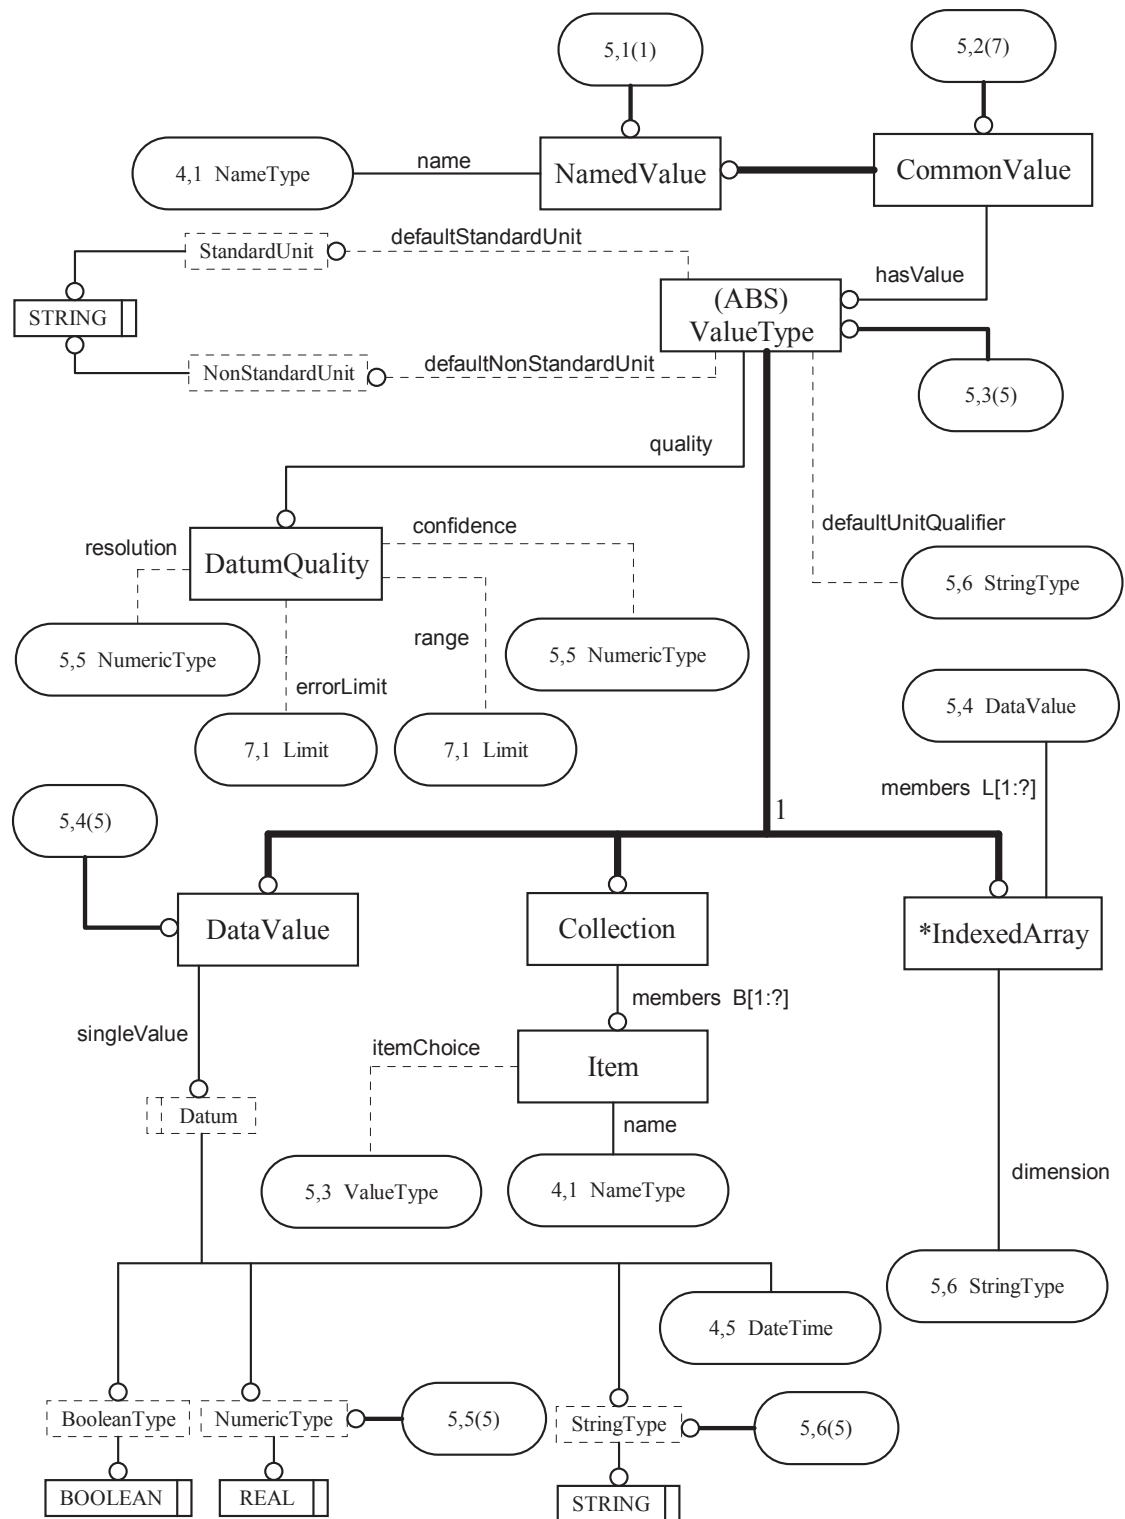 5,1(1)
5,2(7)
4,1 NameType
name
NamedValue
CommonValue
StandardUnit
defaultStandardUnit
hasValue
STRING
(ABS)
ValueType
NonStandardUnit
defaultNonStandardUnit
5,3(5)
quality
confidence
defaultUnitQualifier
resolution
DatumQuality
5,6 StringType
range
5,5 NumericType
5,5 NumericType
errorLimit
5,4 DataValue
7,1 Limit
7,1 Limit
members L[1:?]
5,4(5)
1
DataValue
Collection
*IndexedArray
members B[1:?]
singleValue
itemChoice
Item
Datum
name
5,3 ValueType
4,1 NameType
dimension
5,6 StringType
4,5 DateTime
BooleanType
NumericType
5,5(5)
StringType
5,6(5)
BOOLEAN
REAL
STRING